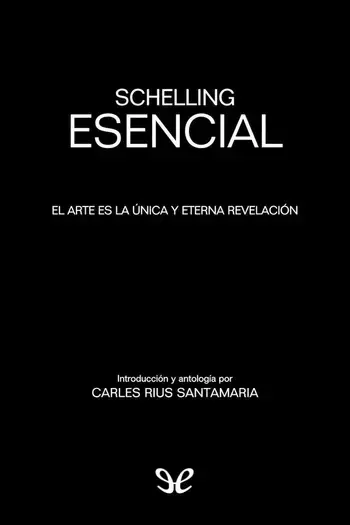 SCHELLING
ESENCIAL
EL ARTE ES LA ÚNICA Y ETERNA REVELACIÓN
Introducción y antología por
CARLES RIUS SANTAMARIA